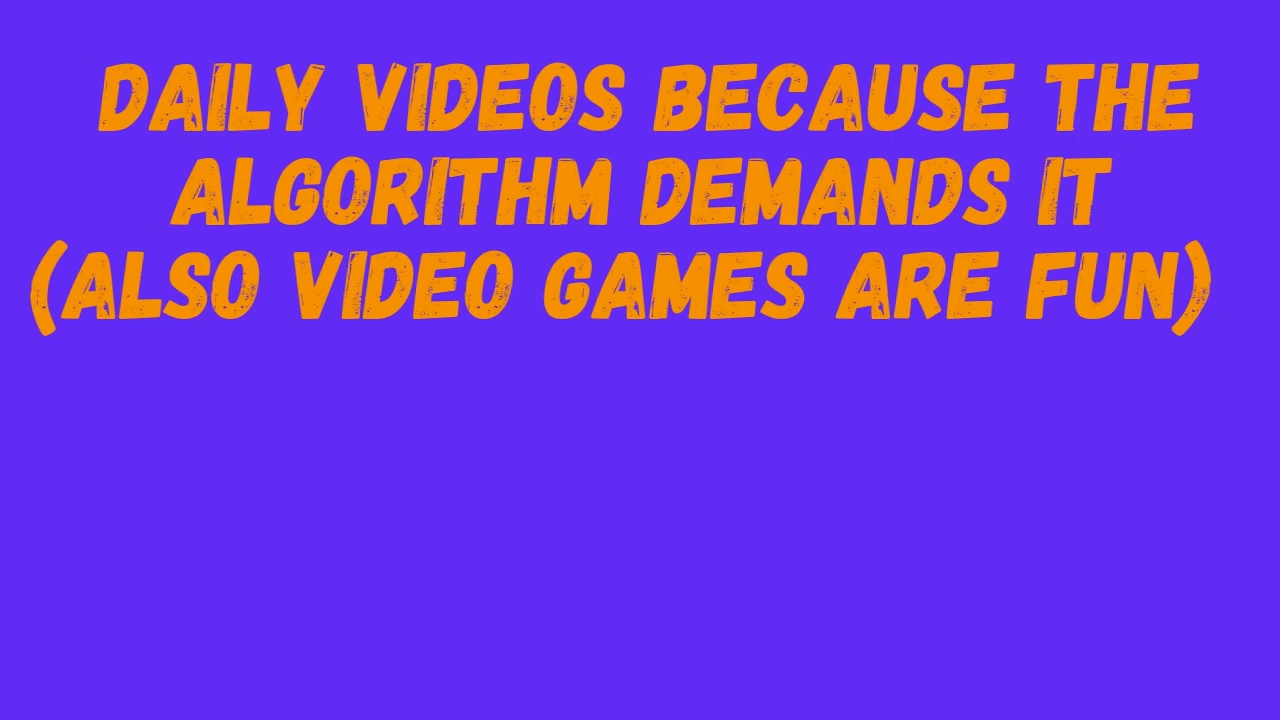 DAILY VIDEOS BECAUSE THE
ALGORITHM DEMANDS IT
(ALSO VIDEO GAMES ARE FUN)